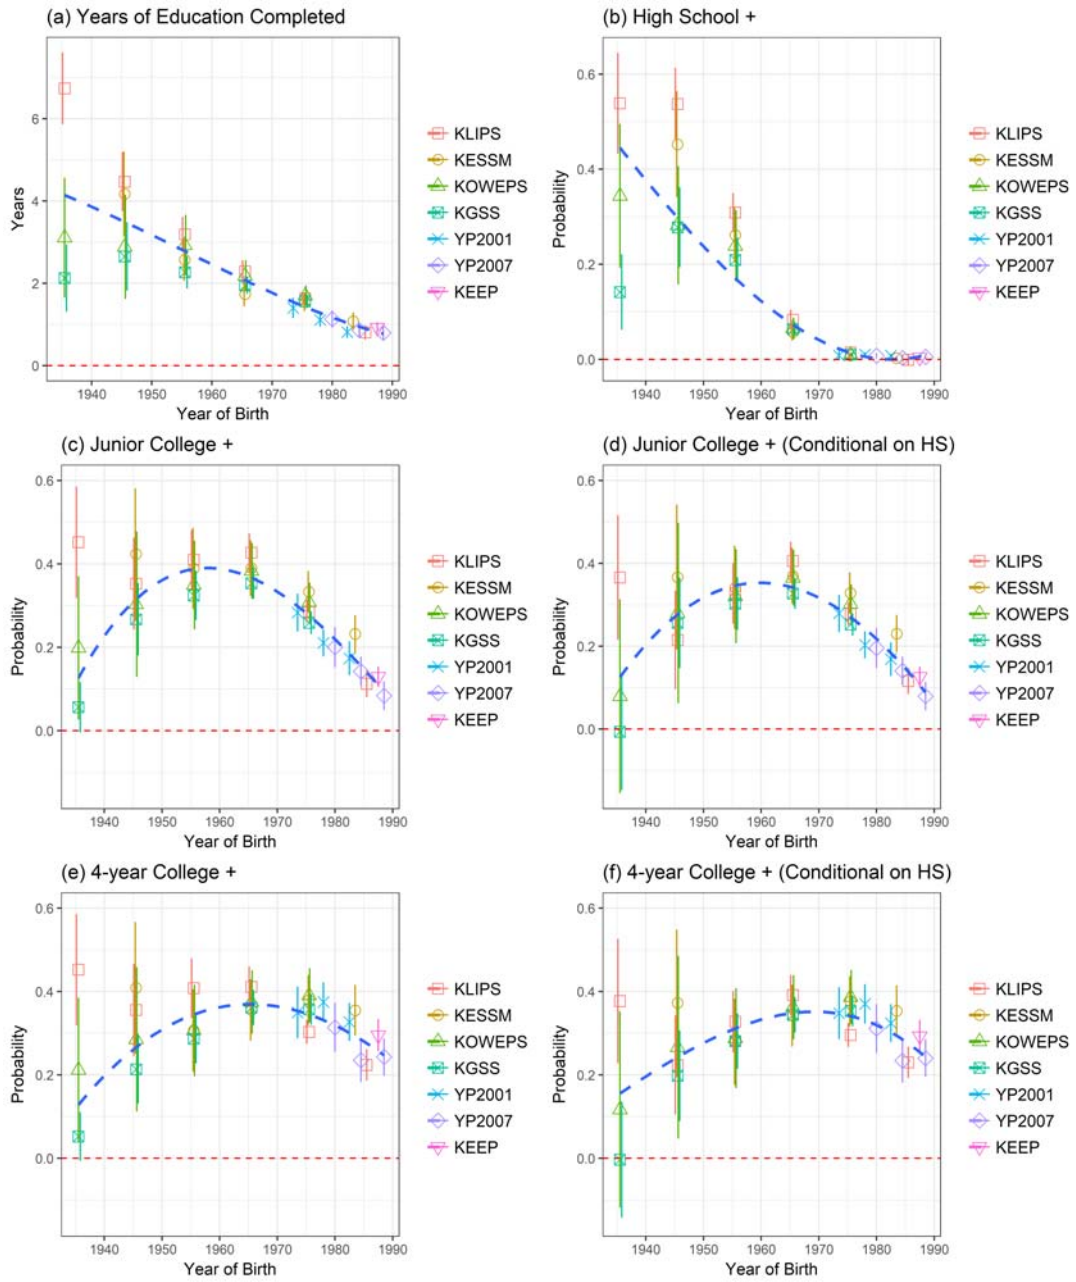 (a) Years of Education Completed
Years
6
4
2
0
1940 1950 1960 1970 1980 1990
Year of Birth
KLIPS
KESSM
KOWEPS
KGSS
YP2001
YP2007
KEEP
(b) High School +
Probability
0.6
0.4
0.2
0.0
1940 1950 1960 1970 1980 1990
Year of Birth
KLIPS
KESSM
KOWEPS
KGSS
YP2001
YP2007
KEEP
(c) Junior College +
Probability
0.6
0.4
0.2
0.0
1940 1950 1960 1970 1980 1990
Year of Birth
KLIPS
KESSM
KOWEPS
KGSS
YP2001
YP2007
KEEP
(d) Junior College + (Conditional on HS)
Probability
0.6
0.4
0.2
0.0
1940 1950 1960 1970 1980 1990
Year of Birth
KLIPS
KESSM
KOWEPS
KGSS
YP2001
YP2007
KEEP
(e) 4-year College +
Probability
0.6
0.4
0.2
0.0
1940 1950 1960 1970 1980 1990
Year of Birth
KLIPS
KESSM
KOWEPS
KGSS
YP2001
YP2007
KEEP
(f) 4-year College + (Conditional on HS)
Probability
0.6
0.4
0.2
0.0
1940 1950 1960 1970 1980 1990
Year of Birth
KLIPS
KESSM
KOWEPS
KGSS
YP2001
YP2007
KEEP